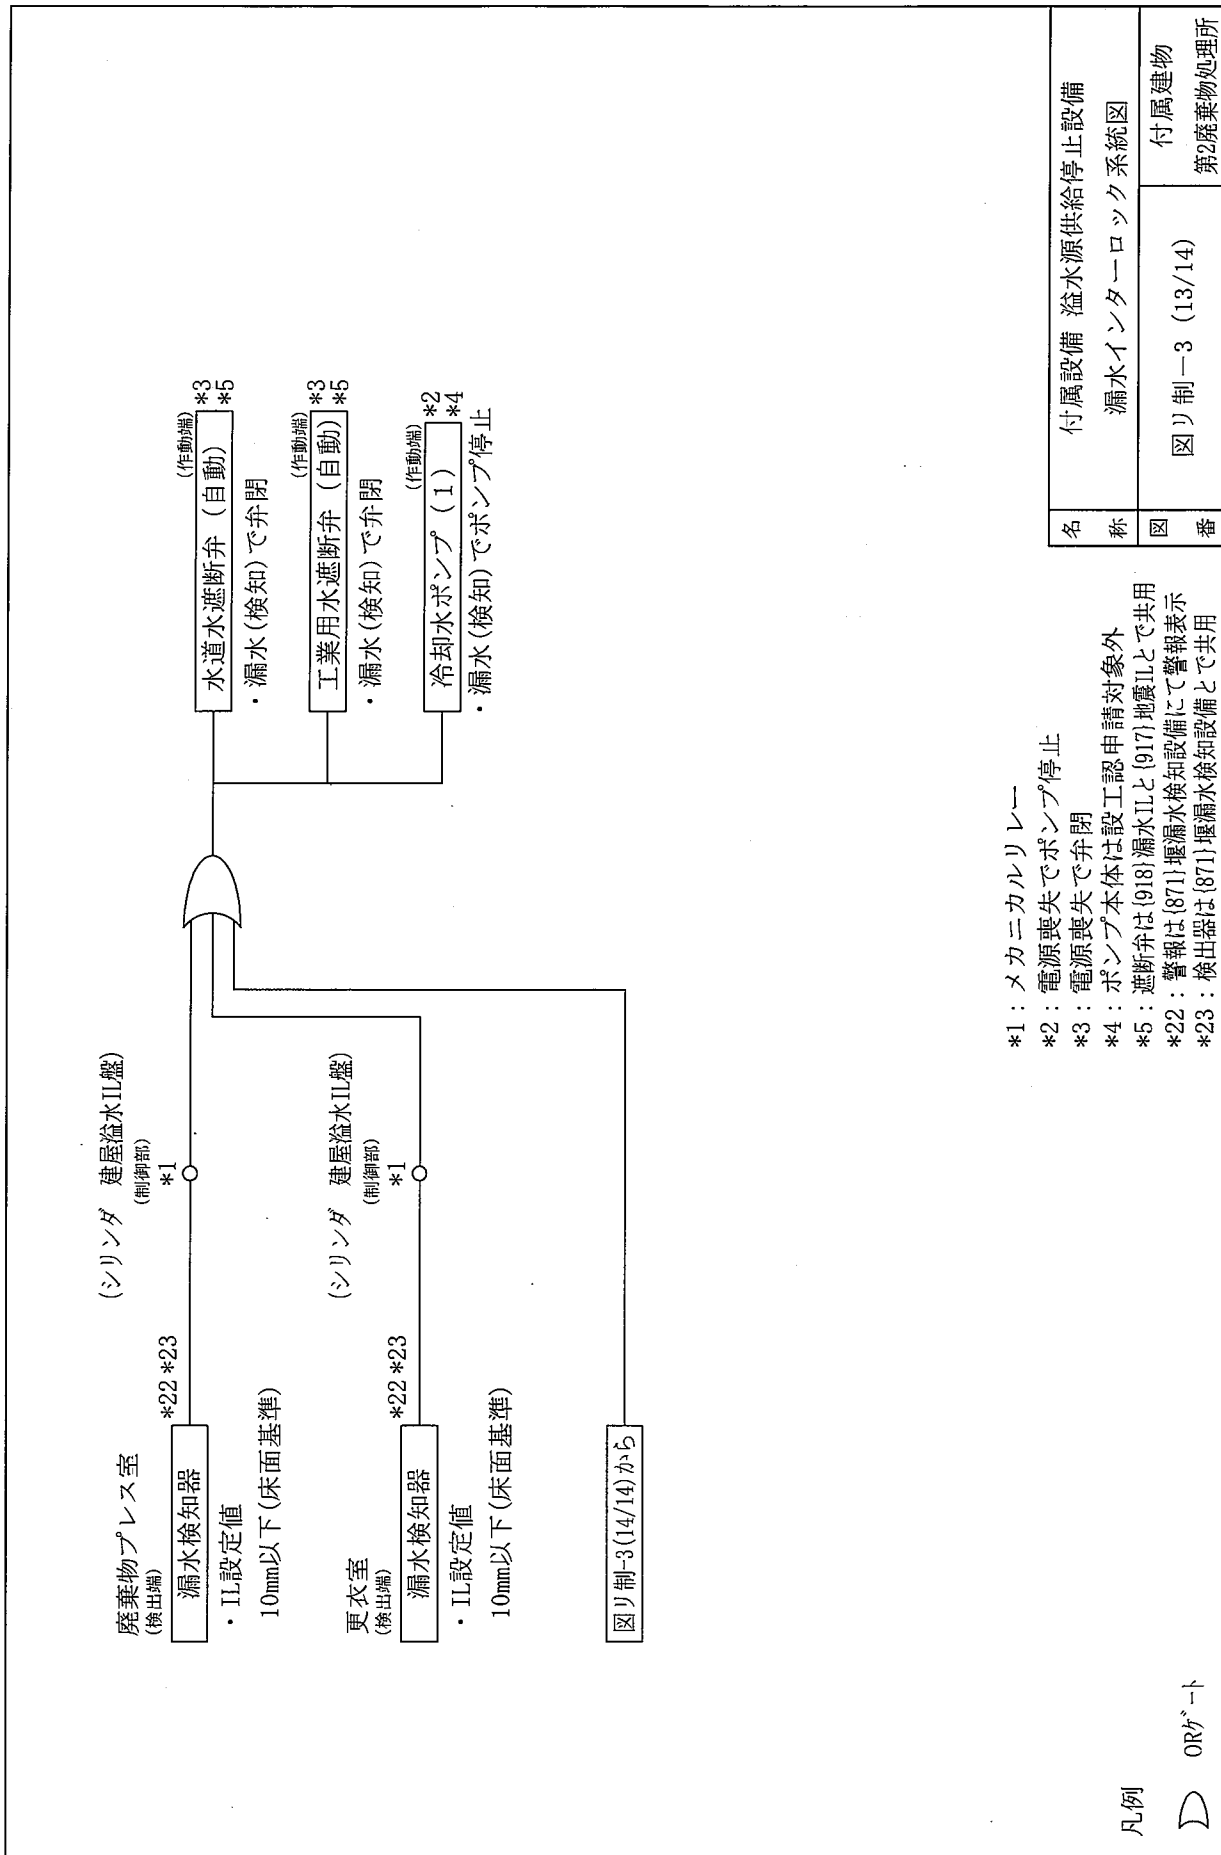 廃棄物プレス室
(検出端)
漏水検知器
*22 *23
・IL設定値
10mm以下(床面基準)
(シリンダ 建屋溢水IL盤)
(制御部)
*1
更衣室
(検出端)
漏水検知器
*22 *23
・IL設定値
10mm以下(床面基準)
(シリンダ 建屋溢水IL盤)
(制御部)
*1
図リ制-3(14/14)から
(作動端)
水道水遮断弁(自動)
*3
*5
・漏水(検知)で弁閉
(作動端)
工業用水遮断弁(自動)
*3
*5
・漏水(検知)で弁閉
(作動端)
冷却水ポンプ(1)
*2
*4
・漏水(検知)でポンプ停止
*1:メカニカルリレー
*2:電源喪失でポンプ停止
*3:電源喪失で弁閉
*4:ポンプ本体は設工認申請対象外
*5:遮断弁は{918}漏水ILと{917}地震ILとで共用
*22:警報は{871}堰漏水検知設備にて警報表示
*23:検出器は{871}堰漏水検知設備とで共用
凡例
ORゲート
名称
付属設備 溢水源供給停止設備
漏水インターロック系統図
図番
図リ制-3(13/14)
付属建物
第2廃棄物処理所